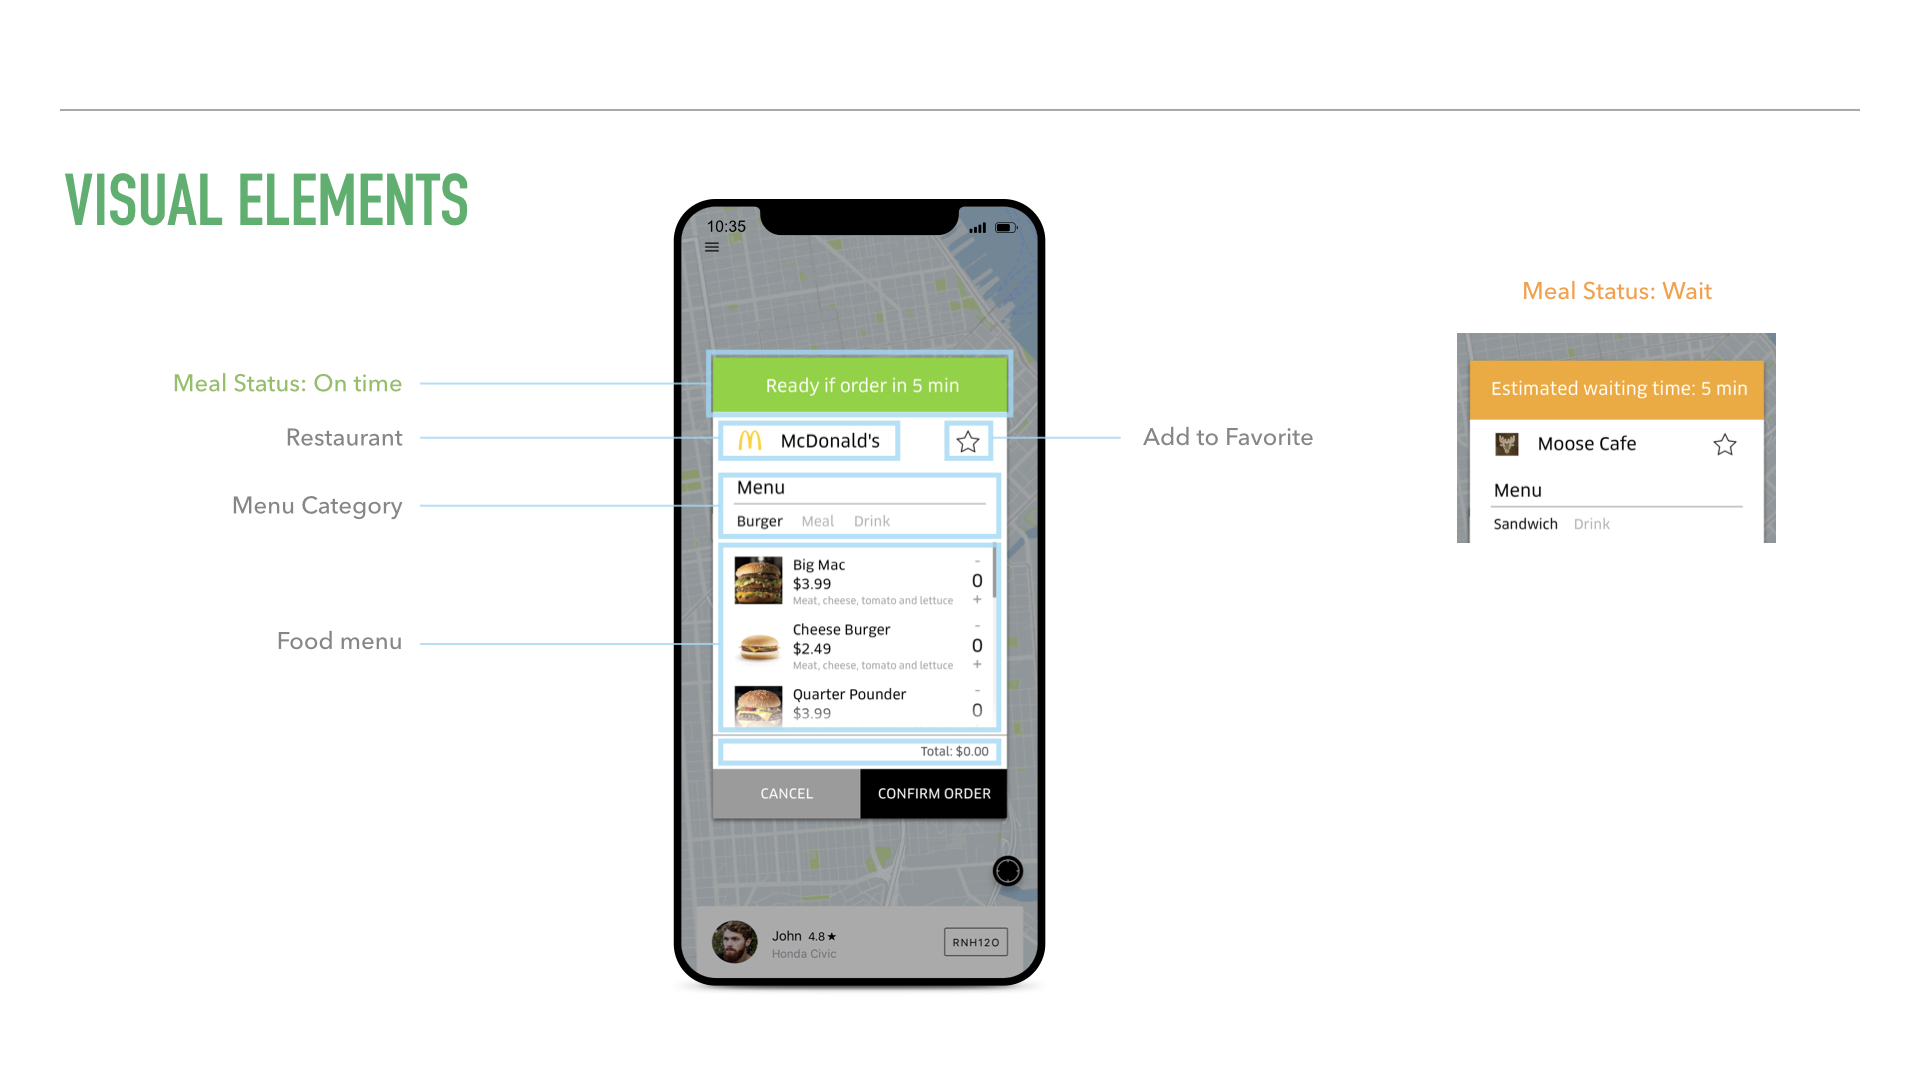 VISUAL ELEMENTS
10:35
Meal Status: Wait
Meal Status: On time
Ready if order in 5 min
Estimated waiting time: 5 min
Restaurant
McDonald's
Add to Favorite
Moose Cafe
Menu Category
Menu
Burger Meal Drink
Menu
Sandwich Drink
Food menu
Big Mac
$3.99
Meat, cheese, tomato and lettuce
-
0
+
Cheese Burger
$2.49
Meat, cheese, tomato and lettuce
-
0
+
Quarter Pounder
$3.99
-
0
Total: $0.00
CANCEL
CONFIRM ORDER
John 4.8★
Honda Civic
RNH12O